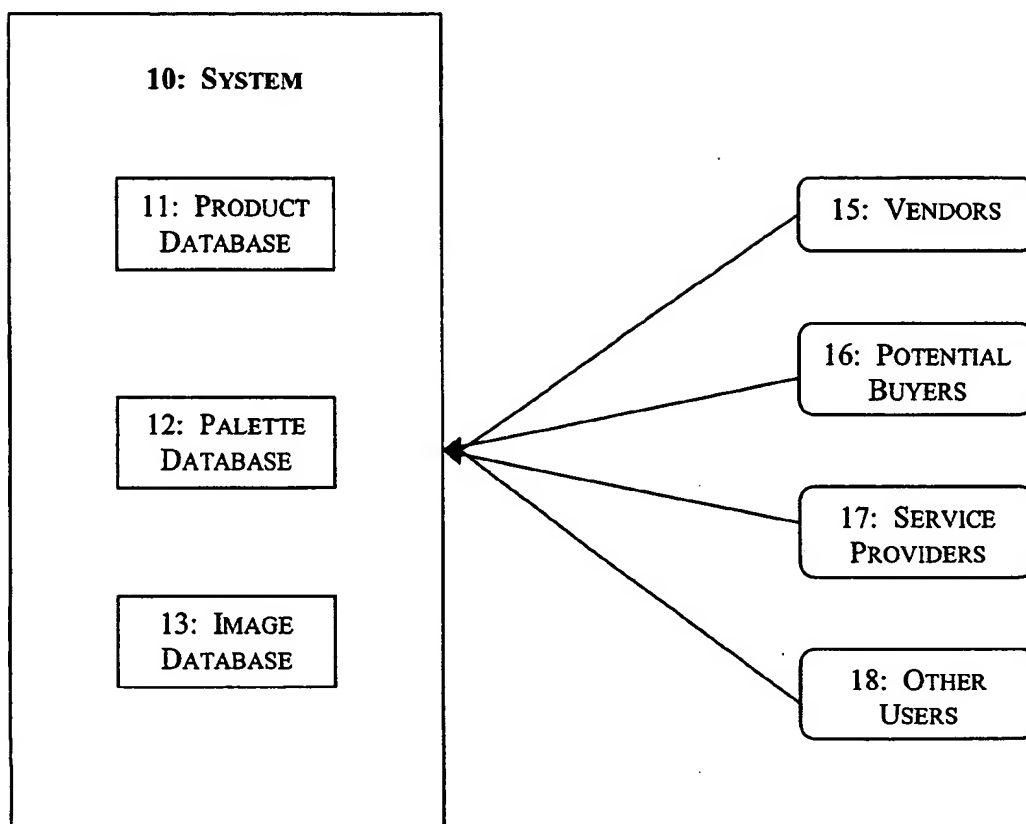 10: SYSTEM
11: PRODUCT
DATABASE
12: PALETTE
DATABASE
13: IMAGE
DATABASE
15: VENDORS
16: POTENTIAL
BUYERS
17: SERVICE
PROVIDERS
18: OTHER
USERS